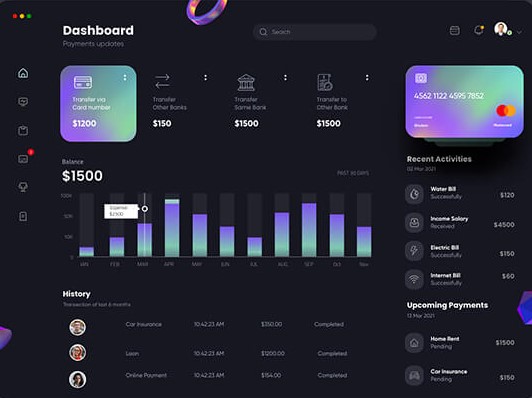 Dashboard
Payments updates
Search
Transfer via
Card number
$1200
Transfer
Other Banks
$150
Transfer
Same Bank
$1500
Transfer to
Other Bank
$1500
4562 1122 4595 7852
Mastercard
Balance
$1500
PAST 30 DAYS
100K
50K
10K
0
$2500
JAN
FEB
MAR
APR
MAY
JUN
JUL
AUG
SEP
Oct
Nov
History
Transection of last 6 months
Car Insurance
10:42:23 AM
$350.00
Completed
Loan
10:42:23 AM
$1200.00
Completed
Online Payment
10:42:23 AM
$154.00
Completed
Recent Activities
02 Mar 2021
Water Bill
Successfully
$120
Income Salary
Received
$4500
Electric Bill
Successfully
$150
Internet Bill
Successfully
$60
Upcoming Payments
13 Mar 2021
Home Rent
Pending
$1500
Car Insurance
Pending
$150